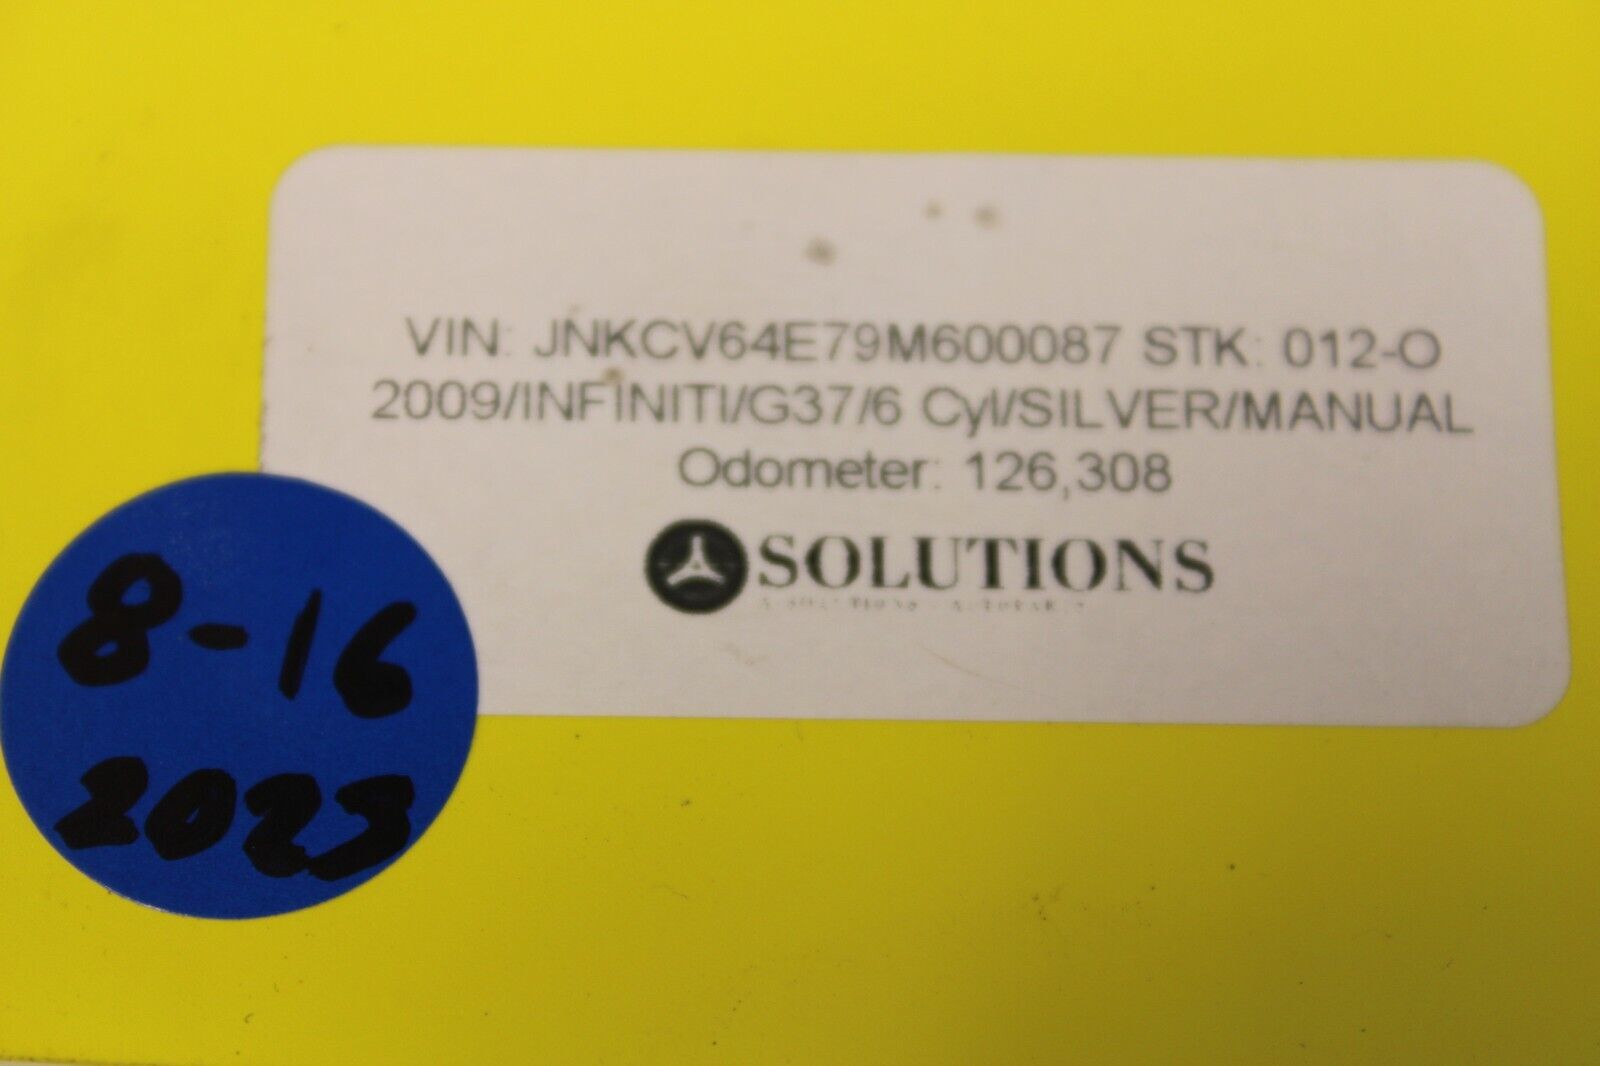 VIN: JNKCV64E79M600087 STK: 012-O
2009/INFINITI/G37/6 Cyl/SILVER/MANUAL
Odometer: 126,308
SOLUTIONS
8-16
2023